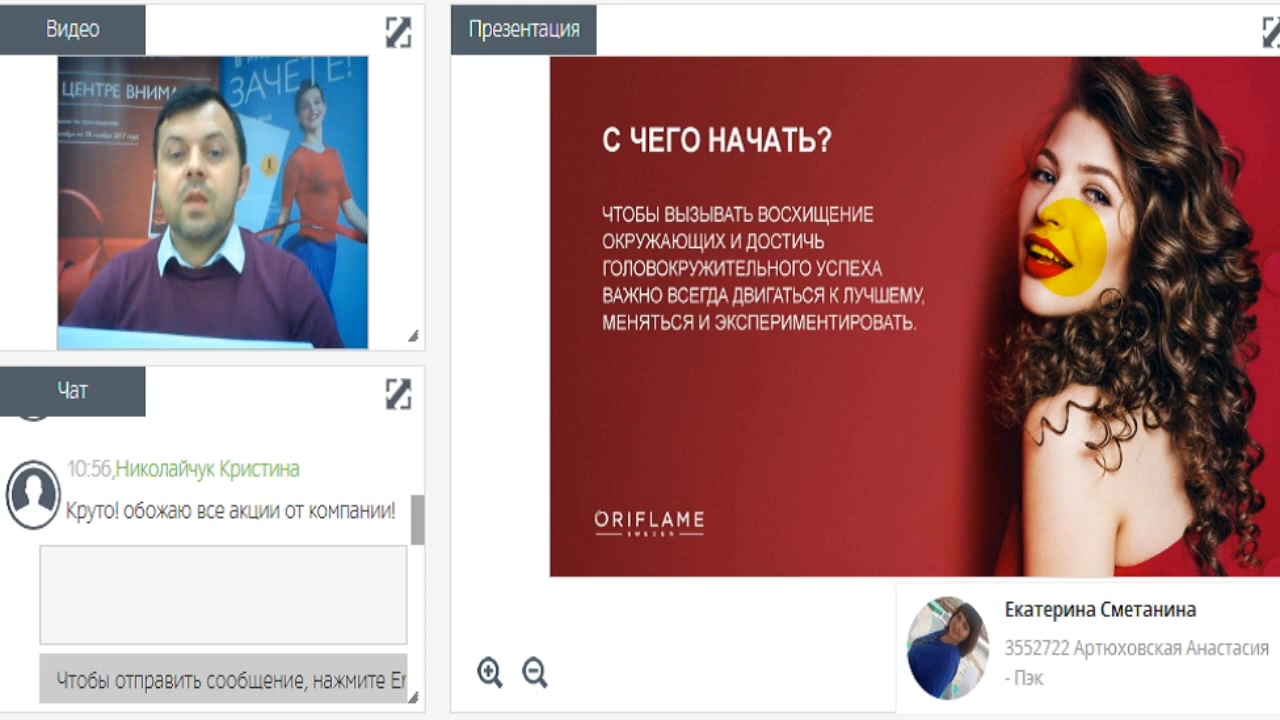 Видео
ЦЕНТРЕ ВНИМА
ЗАЧЕТЕ!
Чат
10:56,Николайчук Кристина
Круто! обожаю все акции от компании!
Чтобы отправить сообщение, нажмите En
Презентация
С ЧЕГО НАЧАТЬ?
ЧТОБЫ ВЫЗЫВАТЬ ВОСХИЩЕНИЕ
ОКРУЖАЮЩИХ И ДОСТИЧЬ
ГОЛОВОКРУЖИТЕЛЬНОГО УСПЕХА
ВАЖНО ВСЕГДА ДВИГАТЬСЯ К ЛУЧШЕМУ,
МЕНЯТЬСЯ И ЭКСПЕРИМЕНТИРОВАТЬ.
ORIFLAME
SWEDEN
Екатерина Сметанина
3552722 Артюховская Анастасия
- Пэк